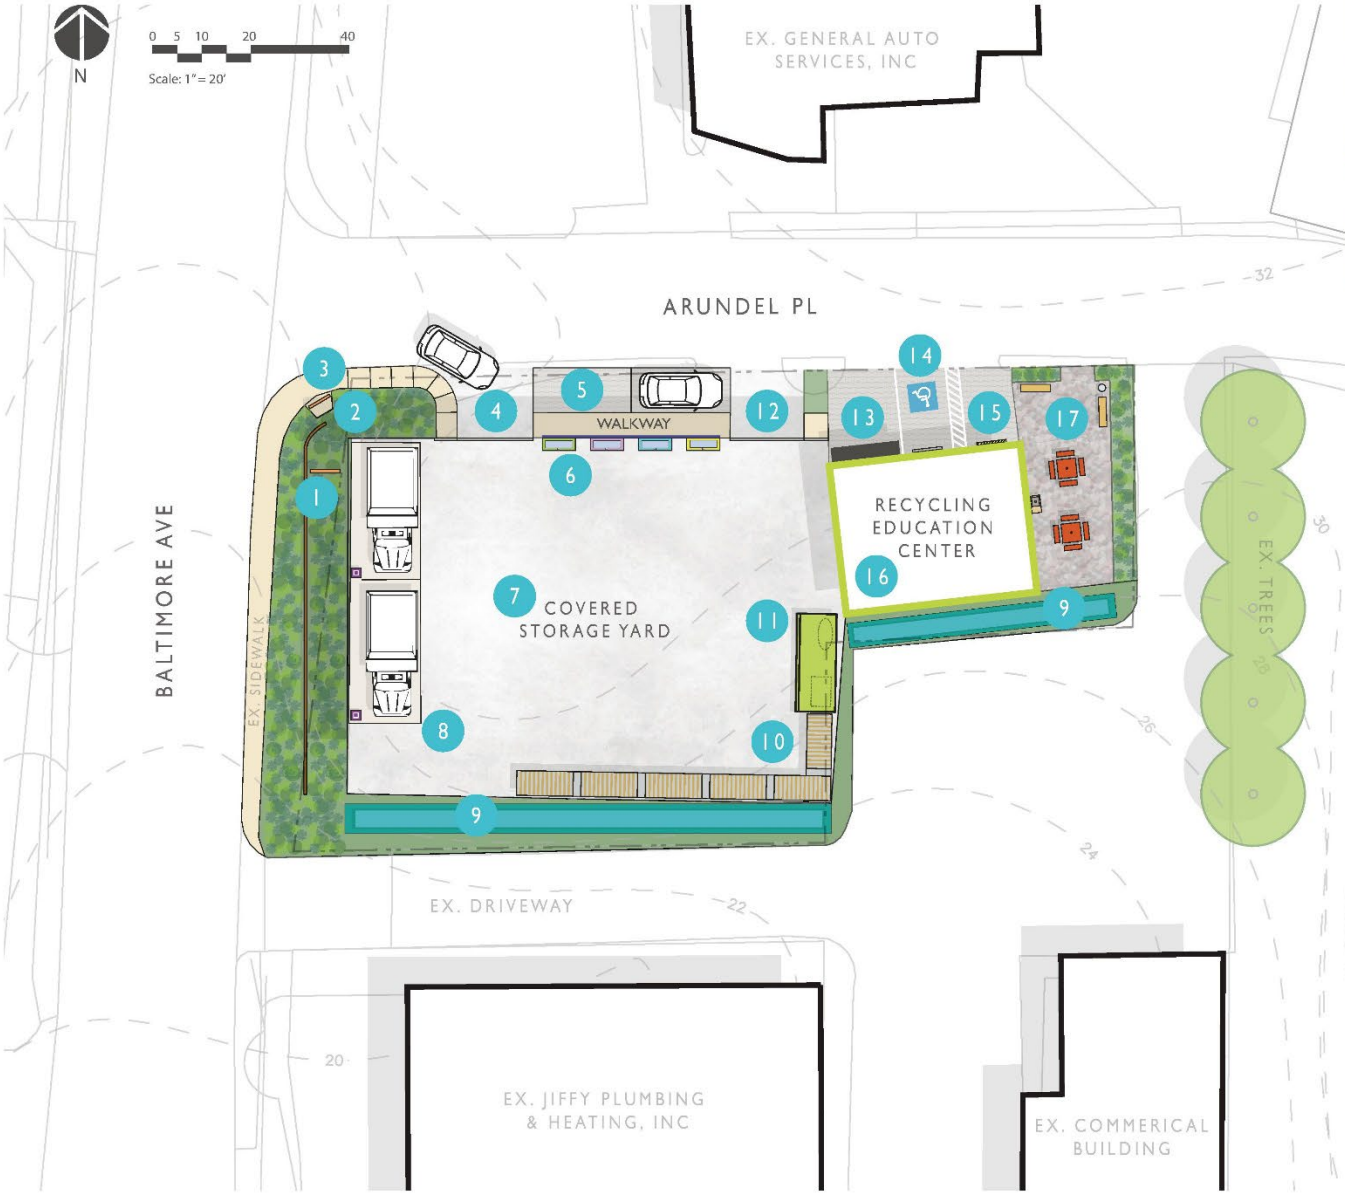 EX. GENERAL AUTO
SERVICES, INC
0 5 10 20 40
Scale: 1" = 20'
N
32
ARUNDEL PL
14
3
2
5
4
12
13
15
17
WALKWAY
6
1
RECYCLING
EDUCATION
CENTER
16
30
BALTIMORE AVE
EX. SIDEWALK
7
COVERED
STORAGE YARD
11
9
EX. TREES
28
8
10
26
9
24
EX. DRIVEWAY
22
20
EX. JIFFY PLUMBING
& HEATING, INC
EX. COMMERICAL
BUILDING